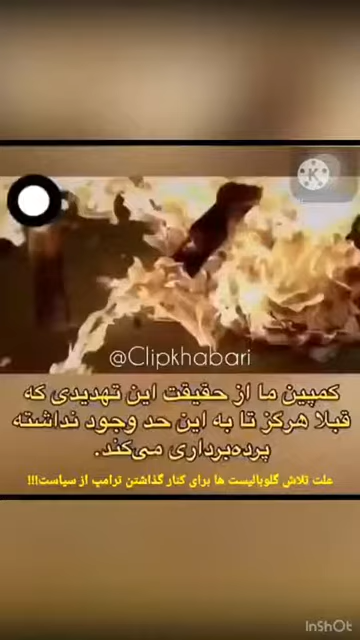 K
@Clipkhabari
کمپین ما از حقیقت این تهدیدی که
قبلا هرگز تا به این حد وجود نداشته
پرده‌برداری می‌کند.
علت تلاش گلوبالیست ها برای کنار گذاشتن ترامپ از سیاست!!!
InShOt